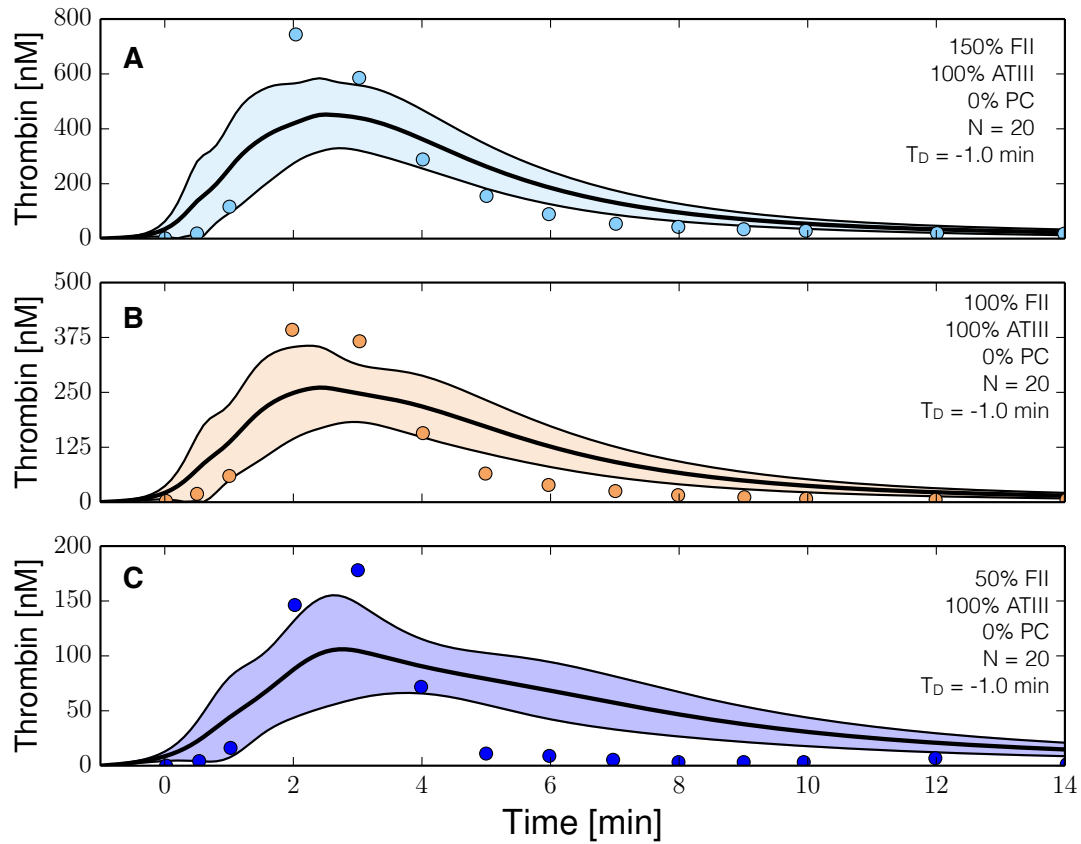 A
Thrombin [nM]
800
600
400
200
0
150% FII
100% ATIII
0% PC
N = 20
TD = -1.0 min
B
Thrombin [nM]
500
375
250
125
0
100% FII
100% ATIII
0% PC
N = 20
TD = -1.0 min
C
Thrombin [nM]
200
150
100
50
0
50% FII
100% ATIII
0% PC
N = 20
TD = -1.0 min
0 2 4 6 8 10 12 14
Time [min]